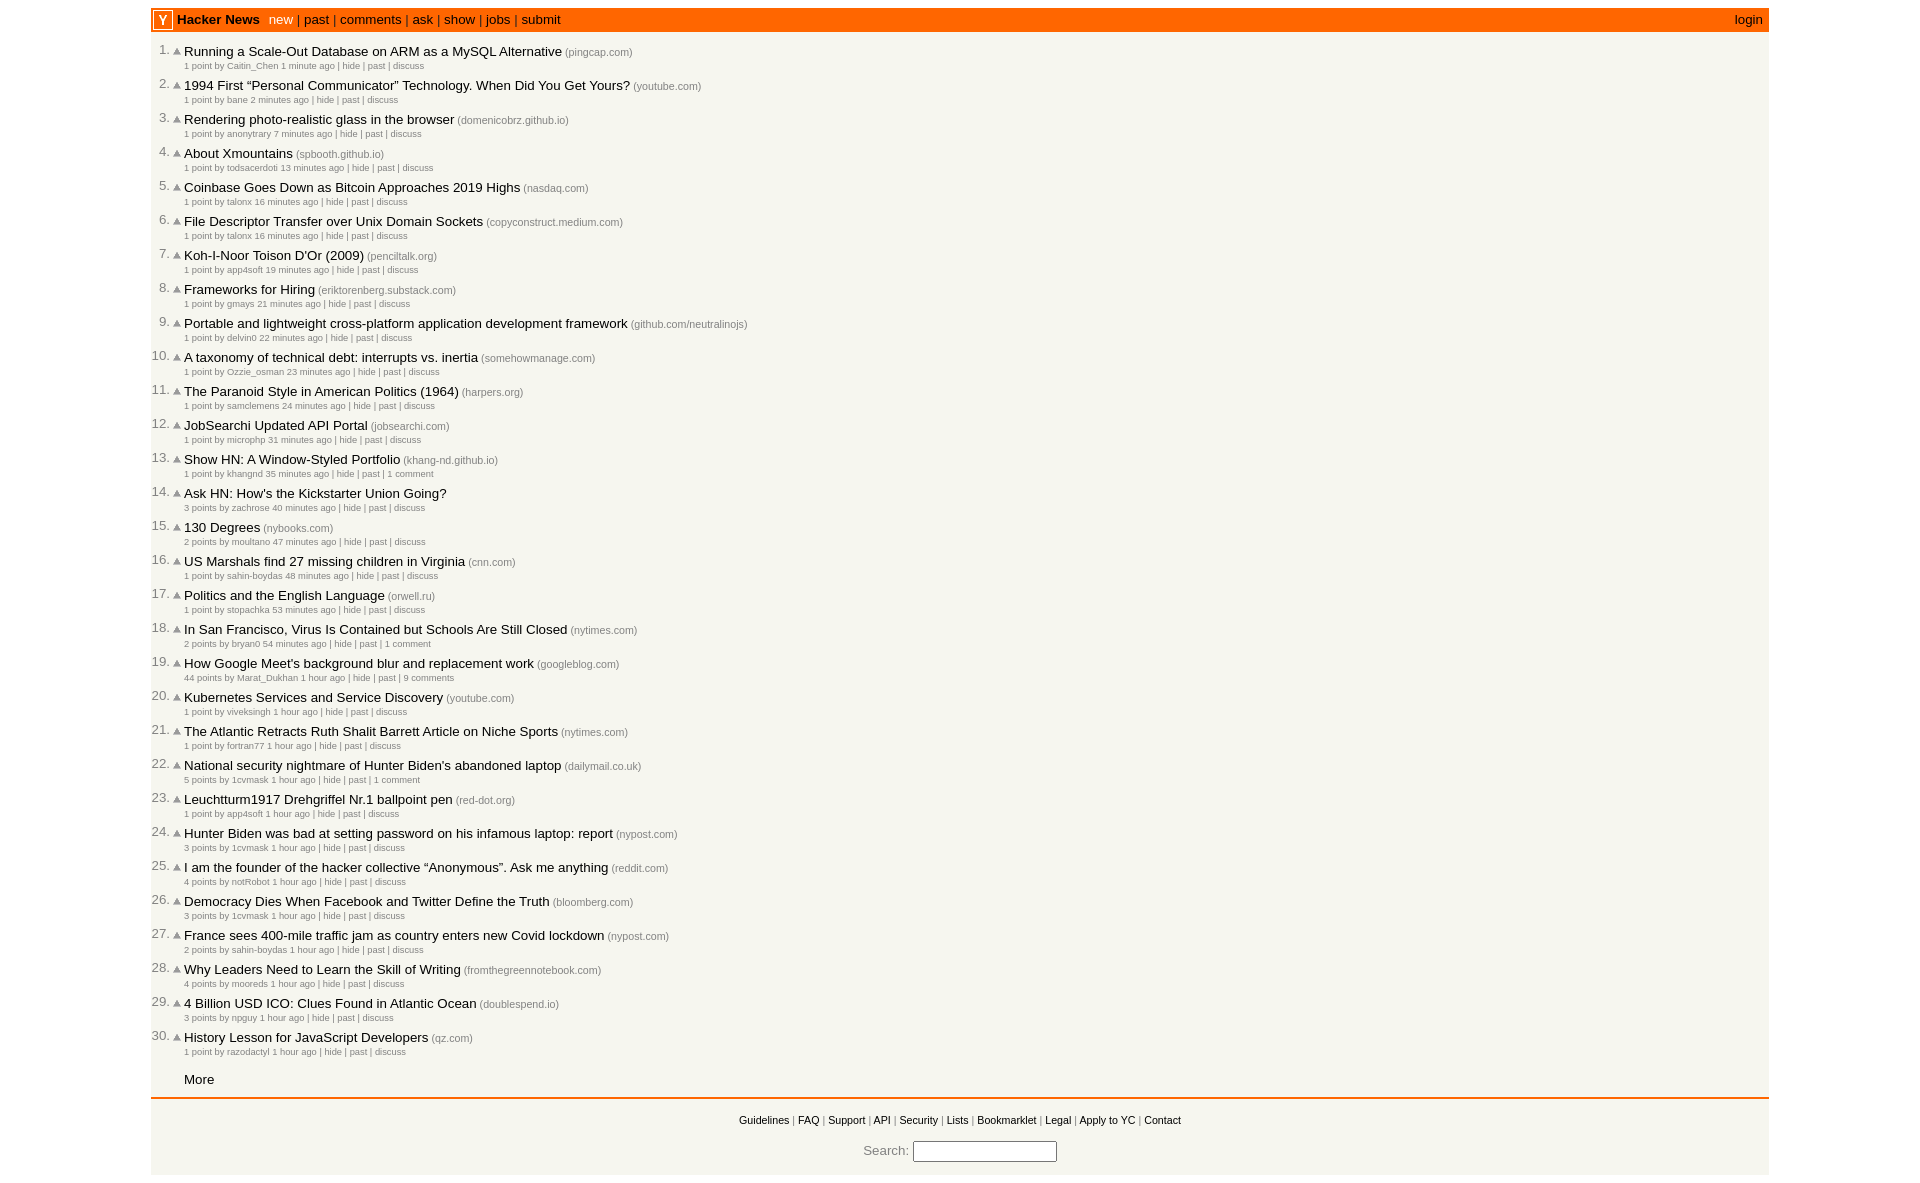 Y Hacker News new | past | comments | ask | show | jobs | submit login
1. Running a Scale-Out Database on ARM as a MySQL Alternative (pingcap.com)
1 point by Caitin_Chen 1 minute ago | hide | past | discuss
2. 1994 First “Personal Communicator” Technology. When Did You Get Yours? (youtube.com)
1 point by bane 2 minutes ago | hide | past | discuss
3. Rendering photo-realistic glass in the browser (domenicobrz.github.io)
1 point by anonytrary 7 minutes ago | hide | past | discuss
4. About Xmountains (spbooth.github.io)
1 point by todsacerdoti 13 minutes ago | hide | past | discuss
5. Coinbase Goes Down as Bitcoin Approaches 2019 Highs (nasdaq.com)
1 point by talonx 16 minutes ago | hide | past | discuss
6. File Descriptor Transfer over Unix Domain Sockets (copyconstruct.medium.com)
1 point by talonx 16 minutes ago | hide | past | discuss
7. Koh-I-Noor Toison D'Or (2009) (penciltalk.org)
1 point by app4soft 19 minutes ago | hide | past | discuss
8. Frameworks for Hiring (eriktorenberg.substack.com)
1 point by gmays 21 minutes ago | hide | past | discuss
9. Portable and lightweight cross-platform application development framework (github.com/neutralinojs)
1 point by delvin0 22 minutes ago | hide | past | discuss
10. A taxonomy of technical debt: interrupts vs. inertia (somehowmanage.com)
1 point by Ozzie_osman 23 minutes ago | hide | past | discuss
11. The Paranoid Style in American Politics (1964) (harpers.org)
1 point by samclemens 24 minutes ago | hide | past | discuss
12. JobSearchi Updated API Portal (jobsearchi.com)
1 point by microphp 31 minutes ago | hide | past | discuss
13. Show HN: A Window-Styled Portfolio (khang-nd.github.io)
1 point by khangnd 35 minutes ago | hide | past | 1 comment
14. Ask HN: How's the Kickstarter Union Going?
3 points by zachrose 40 minutes ago | hide | past | discuss
15. 130 Degrees (nybooks.com)
2 points by moultano 47 minutes ago | hide | past | discuss
16. US Marshals find 27 missing children in Virginia (cnn.com)
1 point by sahin-boydas 48 minutes ago | hide | past | discuss
17. Politics and the English Language (orwell.ru)
1 point by stopachka 53 minutes ago | hide | past | discuss
18. In San Francisco, Virus Is Contained but Schools Are Still Closed (nytimes.com)
2 points by bryan0 54 minutes ago | hide | past | 1 comment
19. How Google Meet's background blur and replacement work (googleblog.com)
44 points by Marat_Dukhan 1 hour ago | hide | past | 9 comments
20. Kubernetes Services and Service Discovery (youtube.com)
1 point by viveksingh 1 hour ago | hide | past | discuss
21. The Atlantic Retracts Ruth Shalit Barrett Article on Niche Sports (nytimes.com)
1 point by fortran77 1 hour ago | hide | past | discuss
22. National security nightmare of Hunter Biden's abandoned laptop (dailymail.co.uk)
5 points by 1cvmask 1 hour ago | hide | past | 1 comment
23. Leuchtturm1917 Drehgriffel Nr.1 ballpoint pen (red-dot.org)
1 point by app4soft 1 hour ago | hide | past | discuss
24. Hunter Biden was bad at setting password on his infamous laptop: report (nypost.com)
3 points by 1cvmask 1 hour ago | hide | past | discuss
25. I am the founder of the hacker collective “Anonymous”. Ask me anything (reddit.com)
4 points by notRobot 1 hour ago | hide | past | discuss
26. Democracy Dies When Facebook and Twitter Define the Truth (bloomberg.com)
3 points by 1cvmask 1 hour ago | hide | past | discuss
27. France sees 400-mile traffic jam as country enters new Covid lockdown (nypost.com)
2 points by sahin-boydas 1 hour ago | hide | past | discuss
28. Why Leaders Need to Learn the Skill of Writing (fromthegreennotebook.com)
4 points by mooreds 1 hour ago | hide | past | discuss
29. 4 Billion USD ICO: Clues Found in Atlantic Ocean (doublespend.io)
3 points by npguy 1 hour ago | hide | past | discuss
30. History Lesson for JavaScript Developers (qz.com)
1 point by razodactyl 1 hour ago | hide | past | discuss
More
Guidelines | FAQ | Support | API | Security | Lists | Bookmarklet | Legal | Apply to YC | Contact
Search: